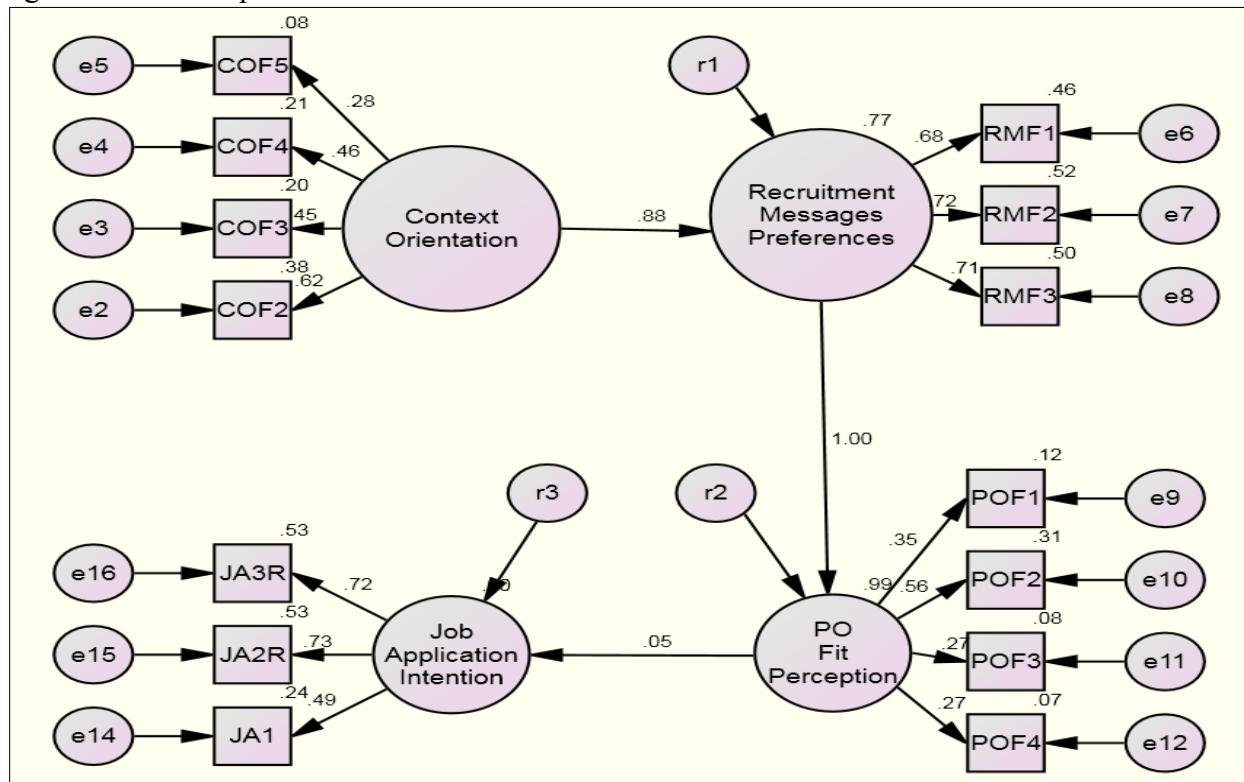 .08
e5
COF5
.28
.21
e4
COF4
.46
.20
e3
COF3
.45
.38
.62
e2
COF2
Context
Orientation
.88
r1
.77
Recruitment
Messages
Preferences
.68
.46
RMF1
e6
.52
.72
RMF2
e7
.50
.71
RMF3
e8
1.00
r3
r2
.53
e16
JA3R
.72
.53
e15
JA2R
.73
.24
.49
e14
JA1
Job
Application
Intention
.05
.99
PO
Fit
Perception
.12
.35
POF1
e9
.31
.56
POF2
e10
.08
.27
POF3
e11
.07
.27
POF4
e12